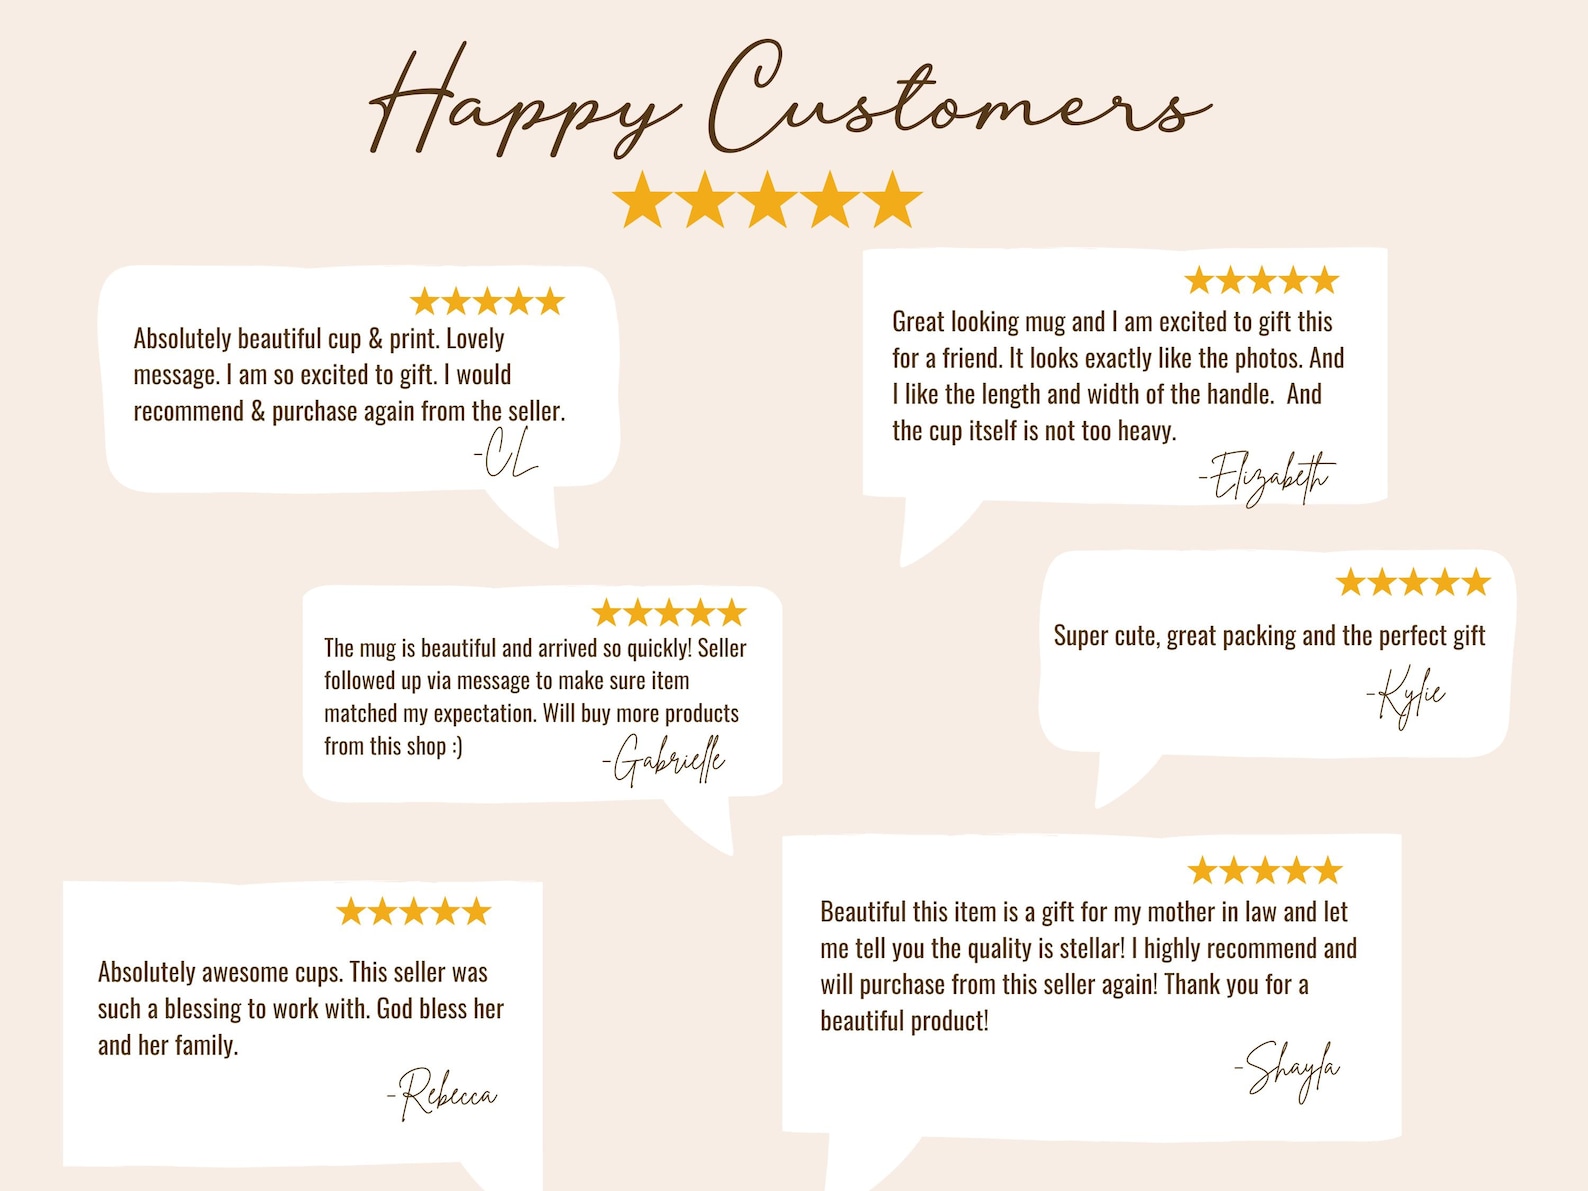 Happy Customers
Absolutely beautiful cup & print. Lovely
message. I am so excited to gift. I would
recommend & purchase again from the seller.
-CL
Great looking mug and I am excited to gift this
for a friend. It looks exactly like the photos. And
I like the length and width of the handle.  And
the cup itself is not too heavy.
-Elizabeth
The mug is beautiful and arrived so quickly! Seller
followed up via message to make sure item
matched my expectation. Will buy more products
from this shop :)
-Gabrielle
Super cute, great packing and the perfect gift
-Kylie
Absolutely awesome cups. This seller was
such a blessing to work with. God bless her
and her family.
-Rebecca
Beautiful this item is a gift for my mother in law and let
me tell you the quality is stellar! I highly recommend and
will purchase from this seller again! Thank you for a
beautiful product!
-Shayla